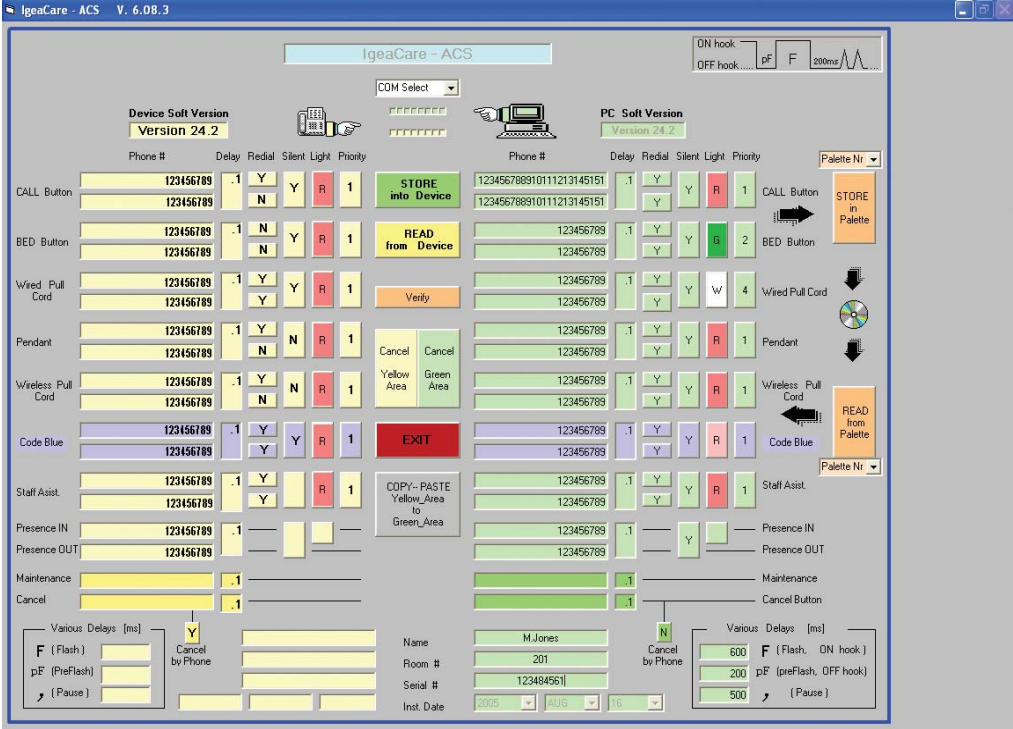 IgeaCare - ACS V. 6.08.3
IgeaCare - ACS
ON hook
OFF hook..... pF F 200ms
COM Select
Device Soft Version
Version 24.2
PC Soft Version
Version 24.2
Phone # Delay Redial Silent Light Priority
Phone # Delay Redial Silent Light Priority
Palette Nr
CALL Button 123456789 .1 Y Y R 1 STORE into Device 123456788910111213145151 .1 Y Y R 1 CALL Button STORE in Palette
123456789 N 123456788910111213145151 Y
BED Button 123456789 .1 N Y R 1 READ from Device 123456789 .1 Y Y G 2 BED Button
123456789 N 123456789 Y
Wired Pull Cord 123456789 .1 Y Y R 1 Verify 123456789 .1 Y Y W 4 Wired Pull Cord
123456789 Y 123456789 Y
Pendant 123456789 .1 Y N R 1 Cancel Yellow Area Cancel Green Area 123456789 .1 Y Y R 1 Pendant
123456789 N 123456789 Y
Wireless Pull Cord 123456789 .1 Y N R 1 123456789 .1 Y Y R 1 Wireless Pull Cord READ from Palette
123456789 N 123456789 Y
Code Blue 123456789 .1 Y Y R 1 EXIT 123456789 .1 Y Y R 1 Code Blue
123456789 Y 123456789 Y
Palette Nr
Staff Asist. 123456789 .1 Y R 1 COPY-- PASTE Yellow_Area to Green_Area 123456789 .1 Y Y R 1 Staff Asist.
123456789 Y 123456789 Y
Presence IN 123456789 .1 123456789 .1 Y Presence IN
Presence OUT 123456789 123456789 Presence OUT
Maintenance .1 .1 Maintenance
Cancel .1 .1 Cancel Button
Various Delays [ms]
F ( Flash )
pF (PreFlash)
, ( Pause )
Y
Cancel by Phone
Name M.Jones
Room # 201
Serial # 123484561
Inst. Date 2005 AUG 16
N
Cancel by Phone
Various Delays [ms]
600 F ( Flash, ON hook )
200 pF (preFlash, OFF hook)
500 , ( Pause )